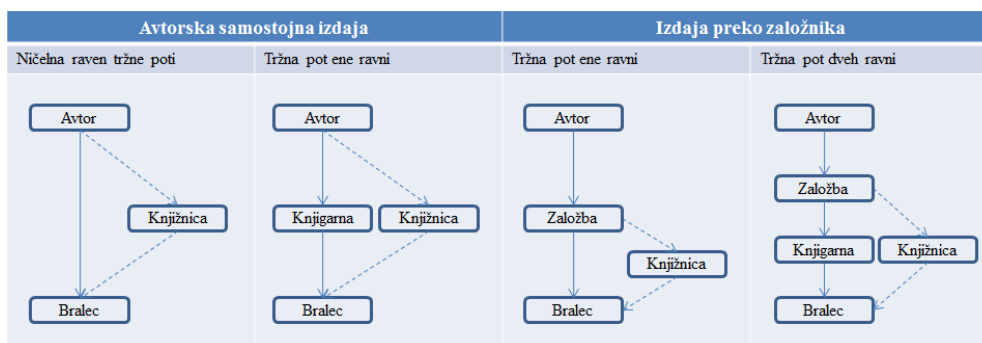 Avtorska samostojna izdaja
Izdaja preko založnika
Ničelna raven tržne poti
Tržna pot ene ravni
Tržna pot ene ravni
Tržna pot dveh ravni
Avtor
Knjižnica
Bralec
Avtor
Knjigarna
Knjižnica
Bralec
Avtor
Založba
Knjižnica
Bralec
Avtor
Založba
Knjigarna
Knjižnica
Bralec